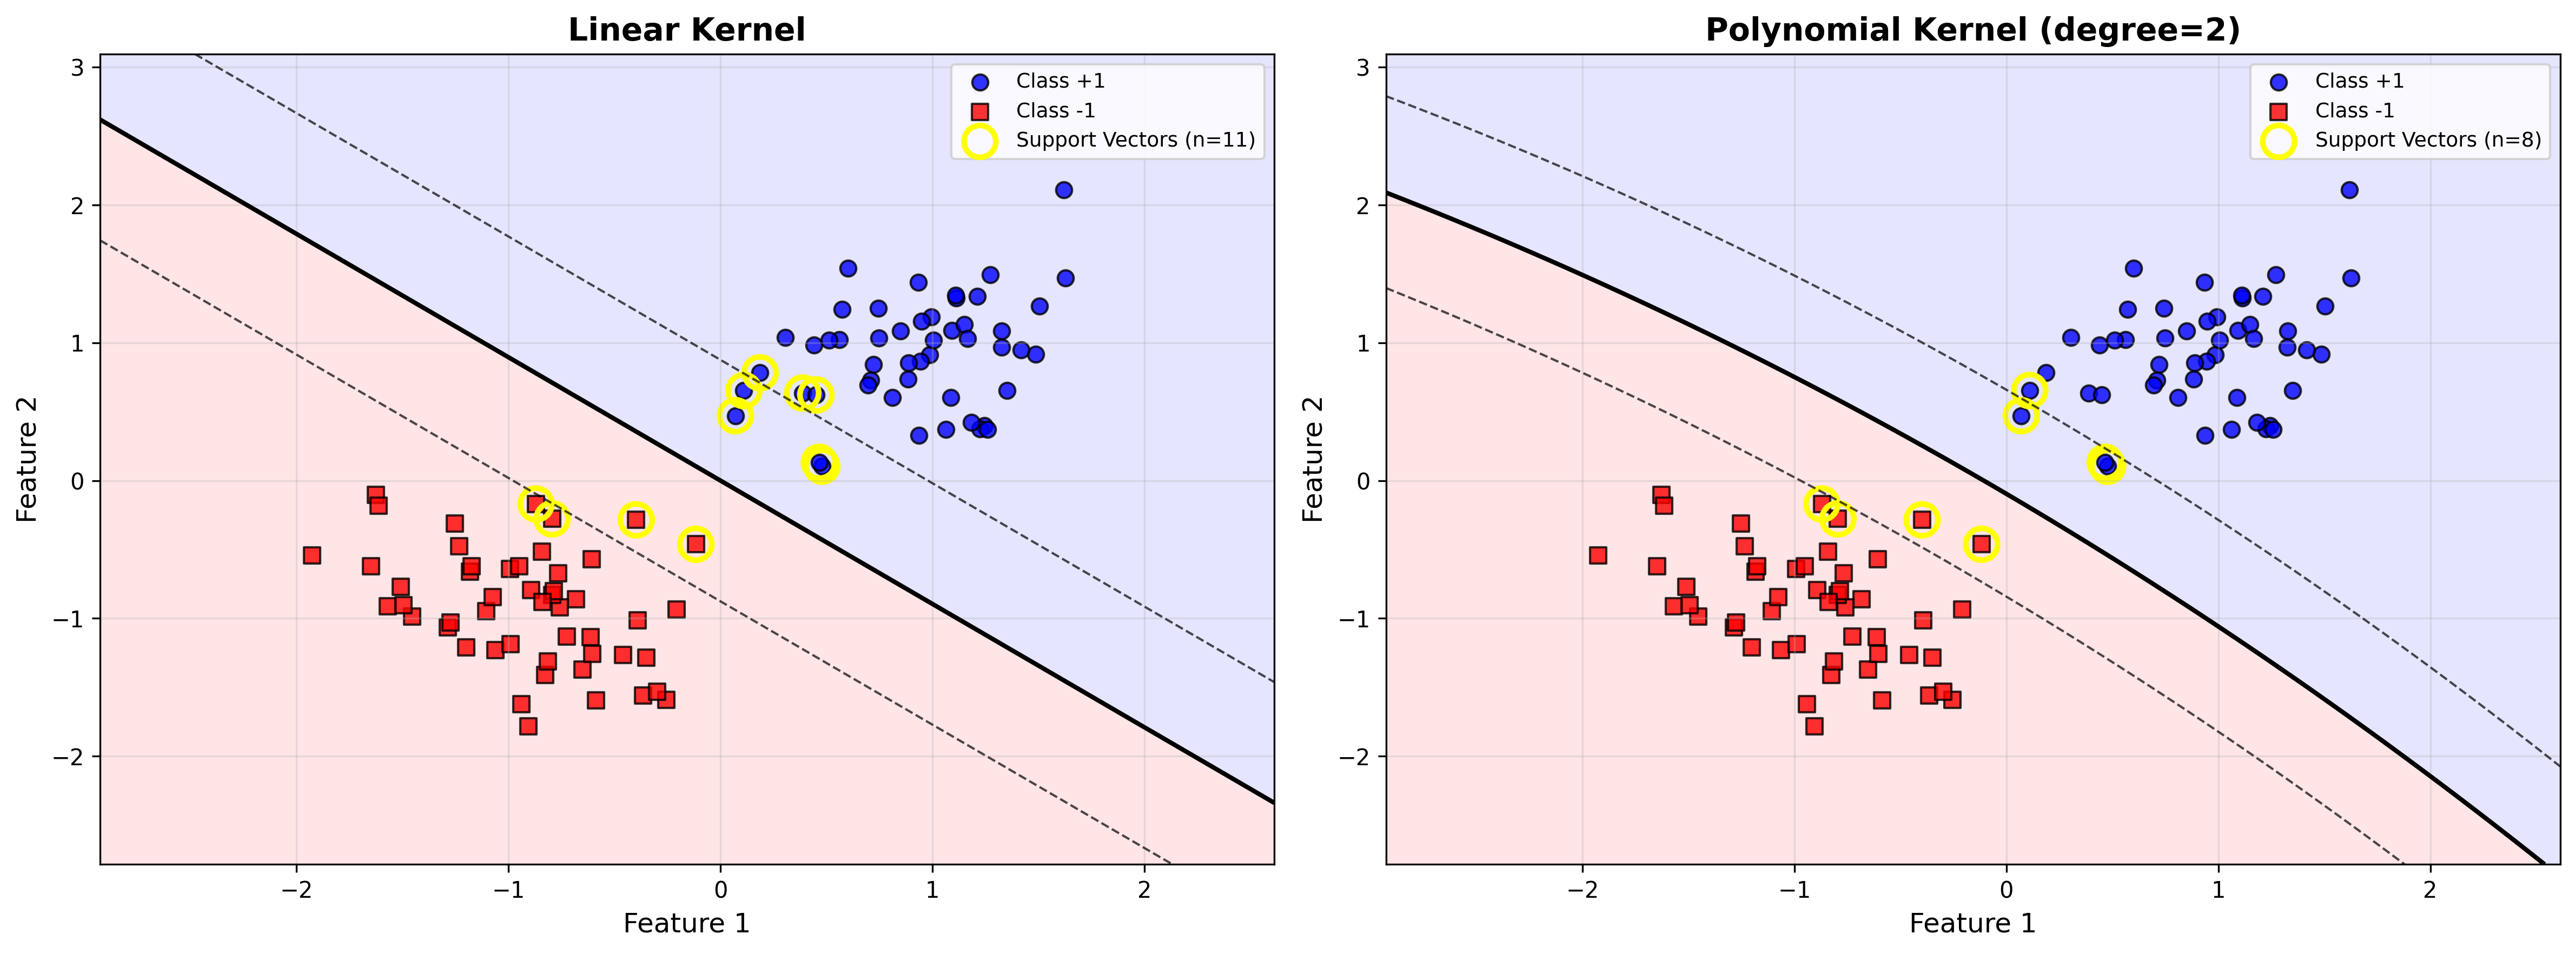 Linear Kernel
3
2
1
0
−1
−2
Feature 2
−2
−1
0
1
2
Feature 1
Class +1
Class -1
Support Vectors (n=11)
Polynomial Kernel (degree=2)
3
2
1
0
−1
−2
Feature 2
−2
−1
0
1
2
Feature 1
Class +1
Class -1
Support Vectors (n=8)